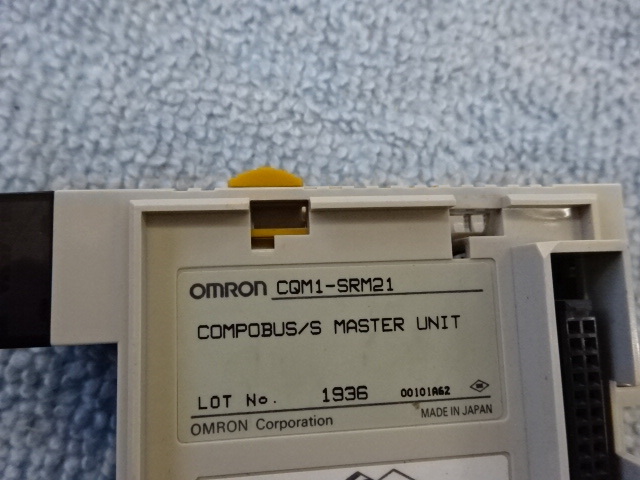 OMRON CQM1-SRM21
COMPOBUS/S MASTER UNIT
LOT No. 1936 00101A62
OMRON Corporation MADE IN JAPAN